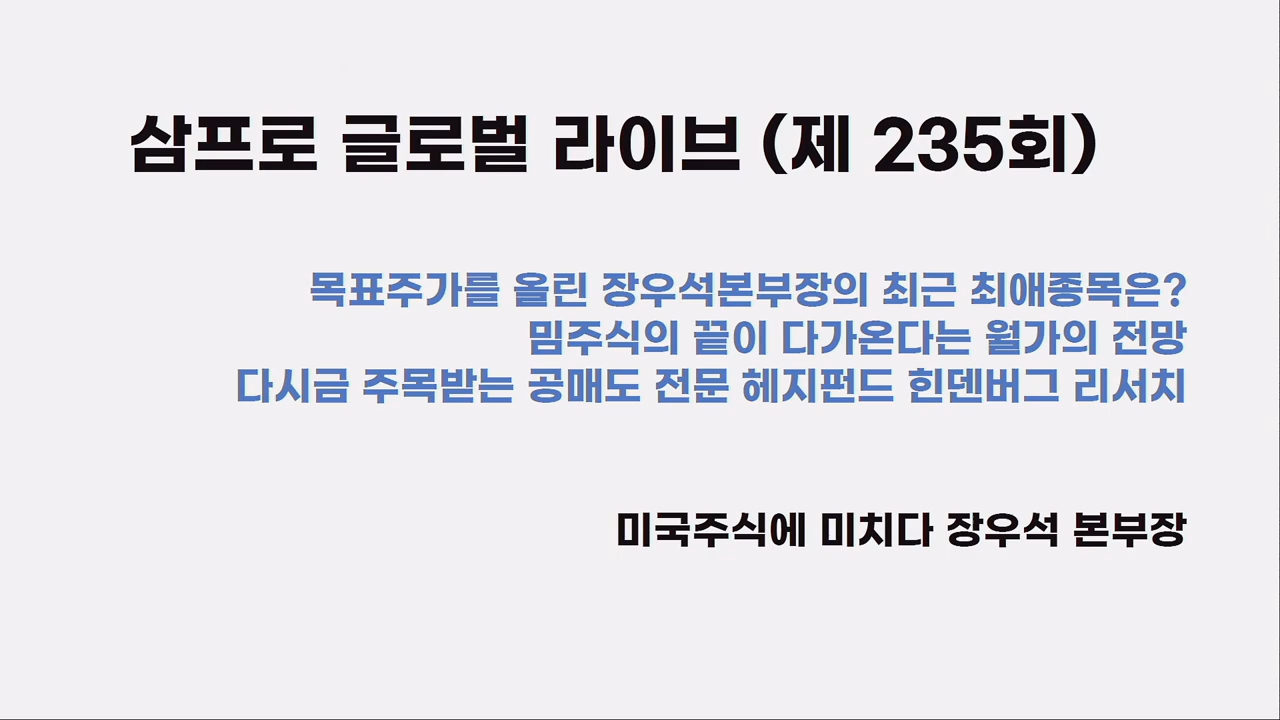 삼프로 글로벌 라이브 (제 235회)
목표주가를 올린 장우석본부장의 최근 최애종목은?
밈주식의 끝이 다가온다는 월가의 전망
다시금 주목받는 공매도 전문 헤지펀드 힌덴버그 리서치
미국주식에 미치다 장우석 본부장